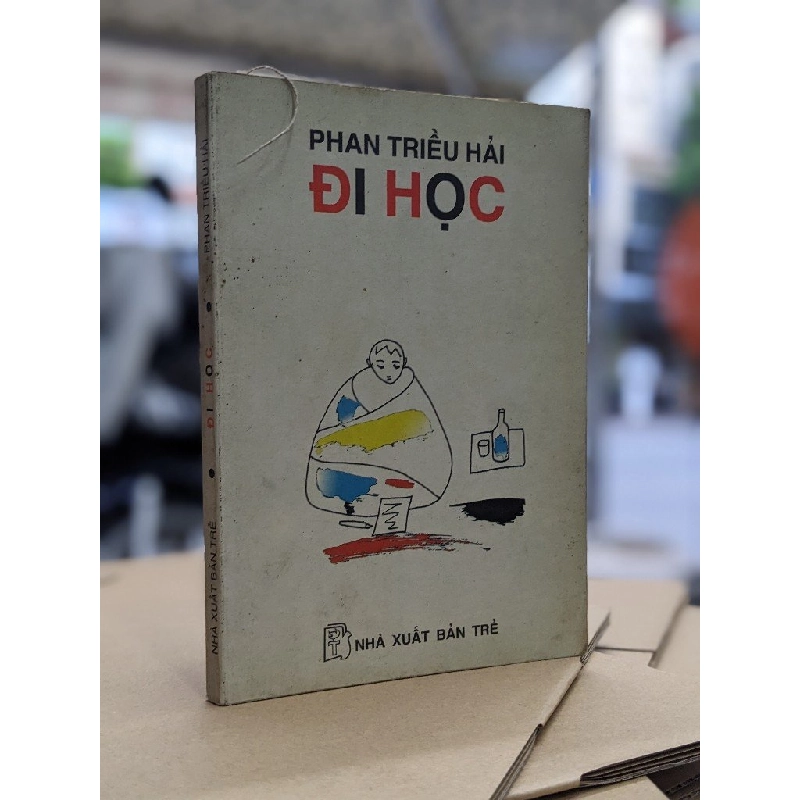 PHAN TRIỀU HẢI
ĐI HỌC
NHÀ XUẤT BẢN TRẺ
PHAN TRIỀU HẢI
ĐI HỌC
NHÀ XUẤT BẢN TRẺ